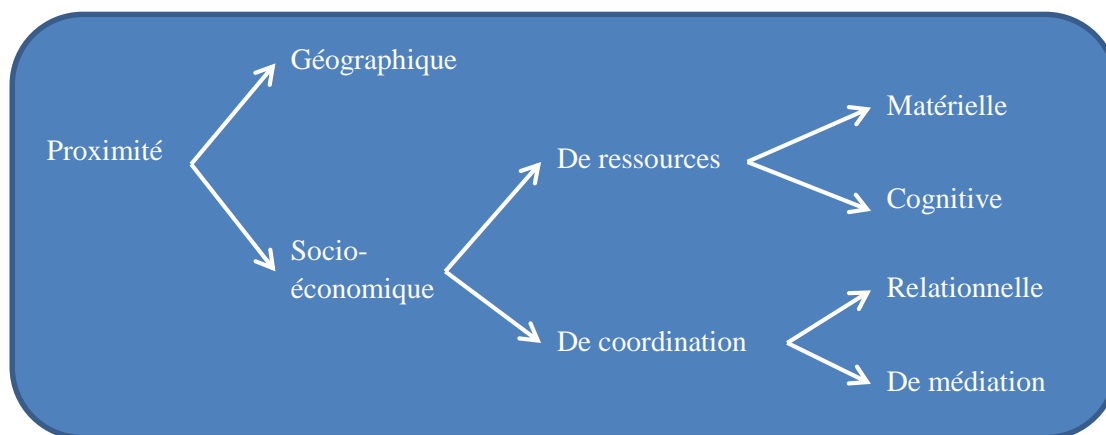 Proximité
Géographique
Socio-
économique
De ressources
De coordination
Matérielle
Cognitive
Relationnelle
De médiation